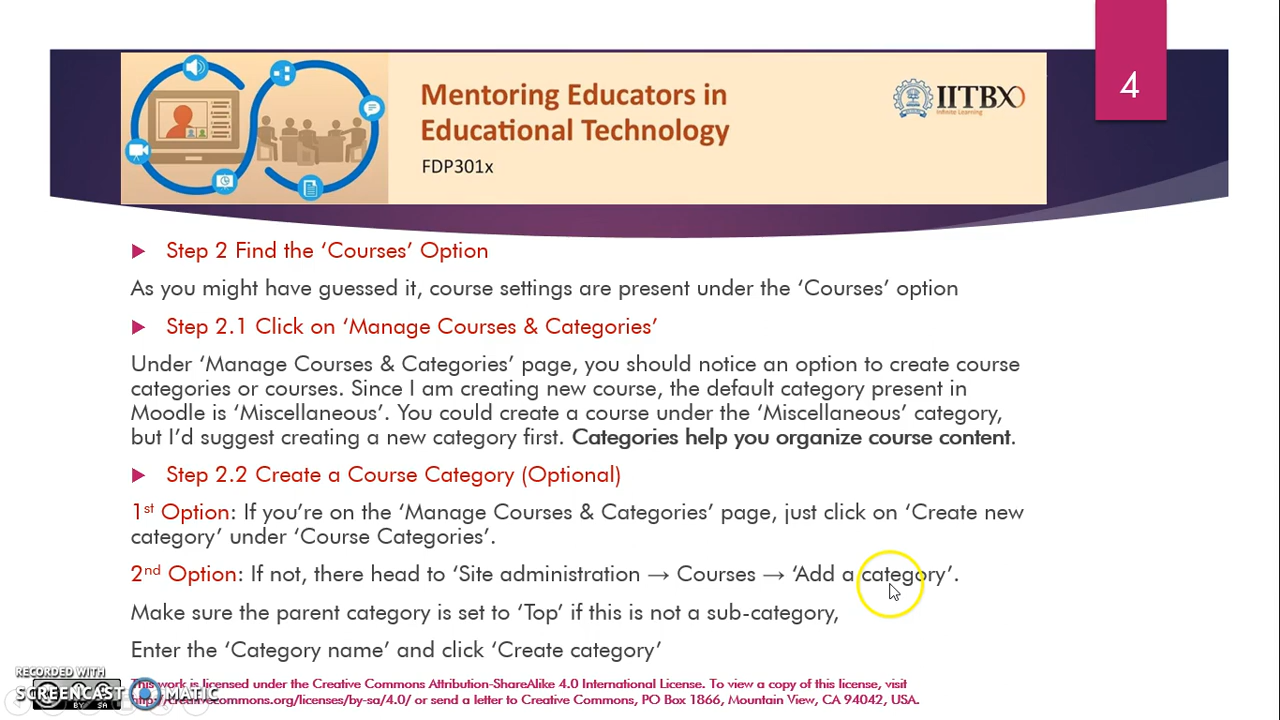 4
Mentoring Educators in
Educational Technology
FDP301x
IITBX
Infinite Learning
Step 2 Find the ‘Courses’ Option
As you might have guessed it, course settings are present under the ‘Courses’ option
Step 2.1 Click on ‘Manage Courses & Categories’
Under ‘Manage Courses & Categories’ page, you should notice an option to create course
categories or courses. Since I am creating new course, the default category present in
Moodle is ‘Miscellaneous’. You could create a course under the ‘Miscellaneous’ category,
but I’d suggest creating a new category first. Categories help you organize course content.
Step 2.2 Create a Course Category (Optional)
1st Option: If you’re on the ‘Manage Courses & Categories’ page, just click on ‘Create new
category’ under ‘Course Categories’.
2nd Option: If not, there head to ‘Site administration → Courses → ‘Add a category’.
Make sure the parent category is set to ‘Top’ if this is not a sub-category,
Enter the ‘Category name’ and click ‘Create category’
This work is licensed under the Creative Commons Attribution-ShareAlike 4.0 International License. To view a copy of this license, visit
http://creativecommons.org/licenses/by-sa/4.0/ or send a letter to Creative Commons, PO Box 1866, Mountain View, CA 94042, USA.
RECORDED WITH
SCREENCAST MATIC
BY SA